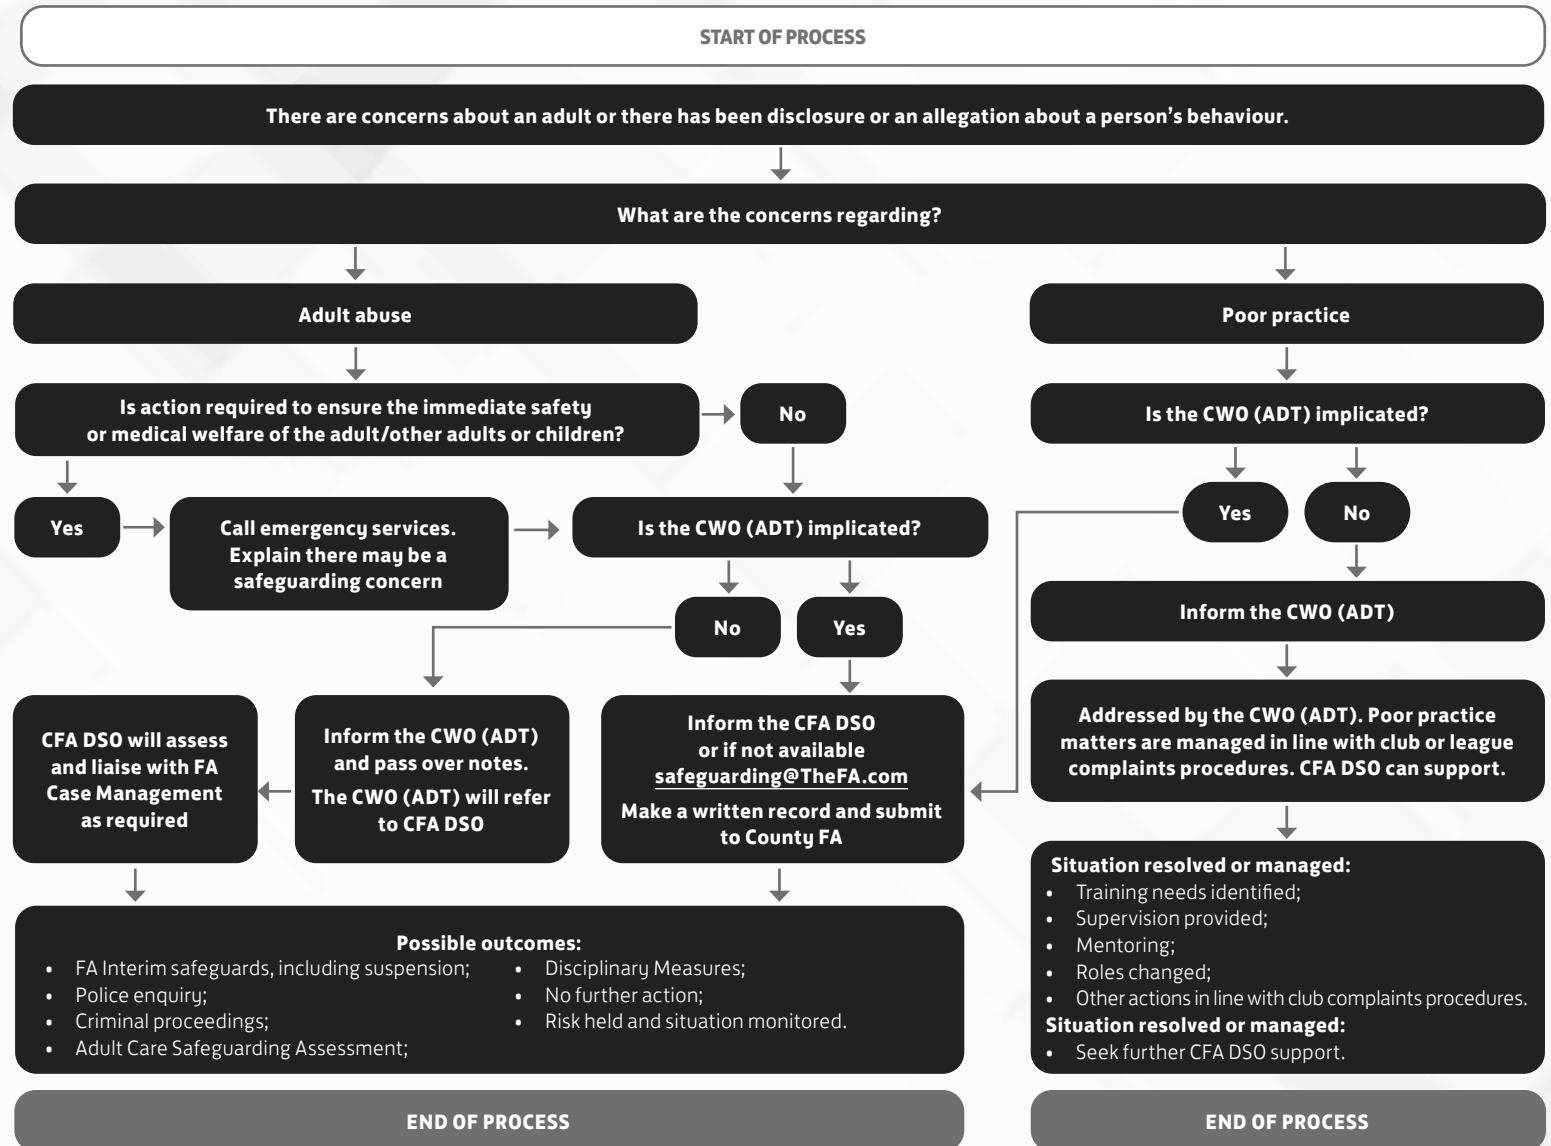 START OF PROCESS
There are concerns about an adult or there has been disclosure or an allegation about a person’s behaviour.
What are the concerns regarding?
Adult abuse
Poor practice
Is action required to ensure the immediate safety
or medical welfare of the adult/other adults or children?
No
Is the CWO (ADT) implicated?
Yes
Call emergency services.
Explain there may be a
safeguarding concern
Is the CWO (ADT) implicated?
Yes
No
No
Yes
Inform the CWO (ADT)
CFA DSO will assess
and liaise with FA
Case Management
as required
Inform the CWO (ADT)
and pass over notes.
The CWO (ADT) will refer
to CFA DSO
Inform the CFA DSO
or if not available
safeguarding@TheFA.com
Make a written record and submit
to County FA
Addressed by the CWO (ADT). Poor practice
matters are managed in line with club or league
complaints procedures. CFA DSO can support.
Possible outcomes:
• FA Interim safeguards, including suspension;
• Police enquiry;
• Criminal proceedings;
• Adult Care Safeguarding Assessment;
• Disciplinary Measures;
• No further action;
• Risk held and situation monitored.
Situation resolved or managed:
• Training needs identified;
• Supervision provided;
• Mentoring;
• Roles changed;
• Other actions in line with club complaints procedures.
Situation resolved or managed:
• Seek further CFA DSO support.
END OF PROCESS
END OF PROCESS